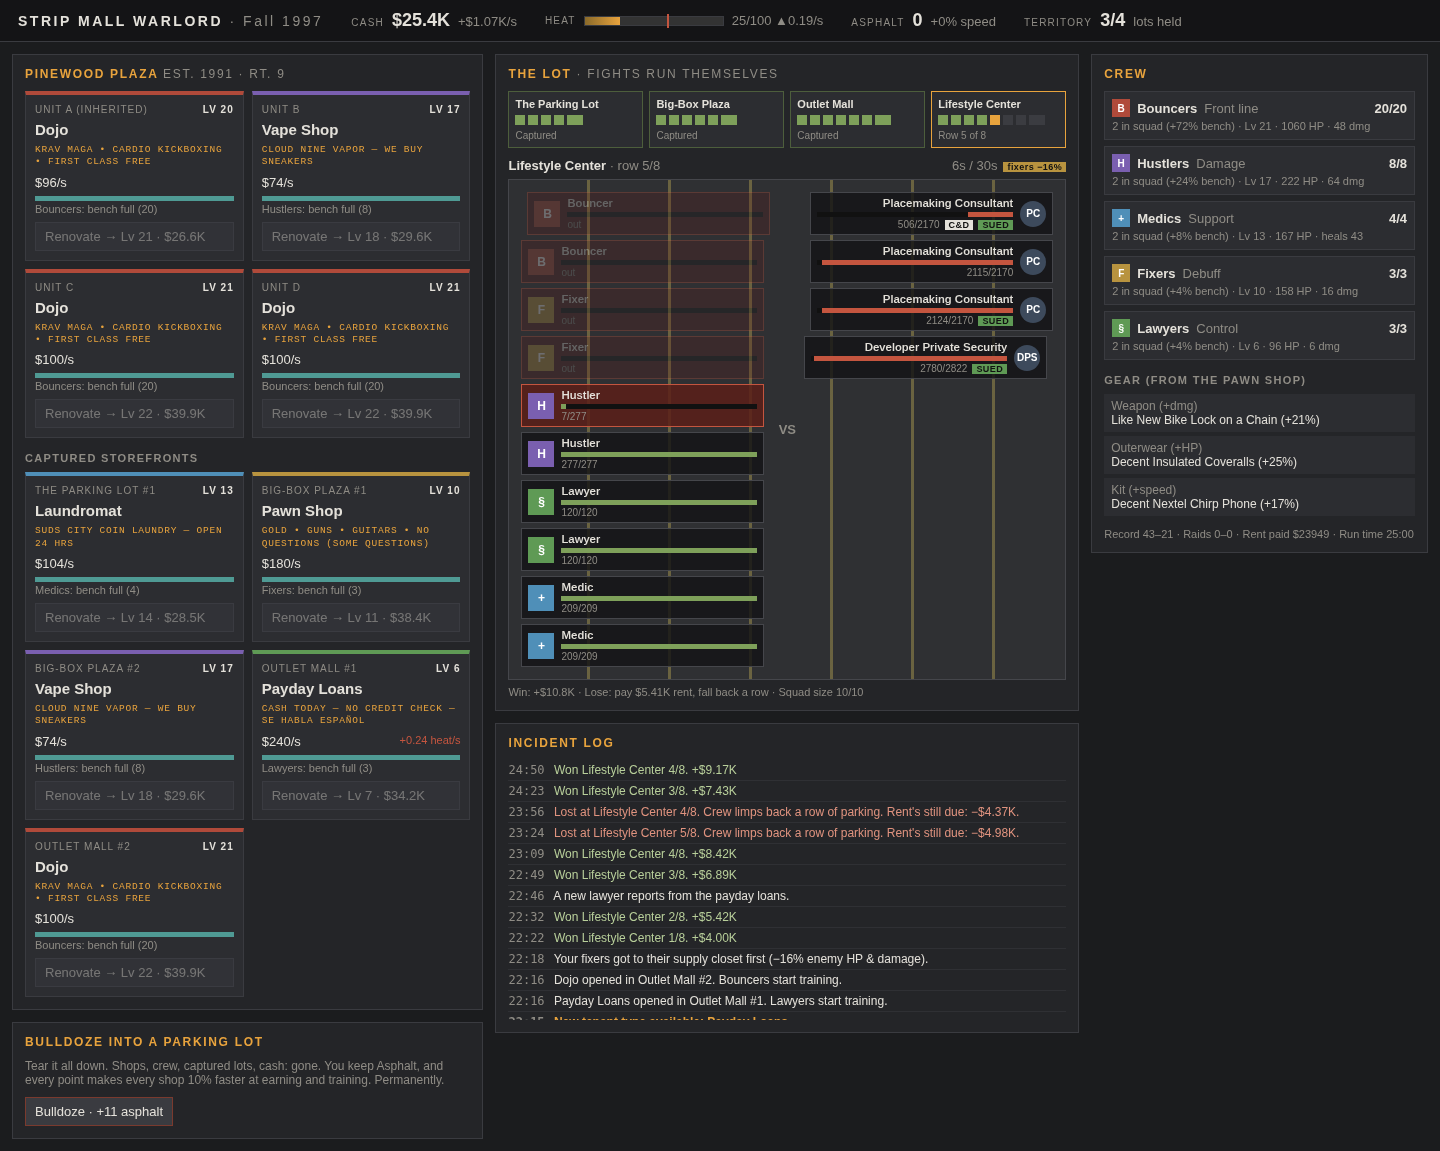 STRIP MALL WARLORD · Fall 1997
CASH $25.4K +$1.07K/s
HEAT 25/100 ▲0.19/s
ASPHALT 0 +0% speed
TERRITORY 3/4 lots held
PINEWOOD PLAZA EST. 1991 · RT. 9
UNIT A (INHERITED) LV 20
Dojo
KRAV MAGA • CARDIO KICKBOXING
• FIRST CLASS FREE
$96/s
Bouncers: bench full (20)
Renovate → Lv 21 · $26.6K
UNIT B LV 17
Vape Shop
CLOUD NINE VAPOR — WE BUY
SNEAKERS
$74/s
Hustlers: bench full (8)
Renovate → Lv 18 · $29.6K
UNIT C LV 21
Dojo
KRAV MAGA • CARDIO KICKBOXING
• FIRST CLASS FREE
$100/s
Bouncers: bench full (20)
Renovate → Lv 22 · $39.9K
UNIT D LV 21
Dojo
KRAV MAGA • CARDIO KICKBOXING
• FIRST CLASS FREE
$100/s
Bouncers: bench full (20)
Renovate → Lv 22 · $39.9K
CAPTURED STOREFRONTS
THE PARKING LOT #1 LV 13
Laundromat
SUDS CITY COIN LAUNDRY — OPEN
24 HRS
$104/s
Medics: bench full (4)
Renovate → Lv 14 · $28.5K
BIG-BOX PLAZA #1 LV 10
Pawn Shop
GOLD • GUNS • GUITARS • NO
QUESTIONS (SOME QUESTIONS)
$180/s
Fixers: bench full (3)
Renovate → Lv 11 · $38.4K
BIG-BOX PLAZA #2 LV 17
Vape Shop
CLOUD NINE VAPOR — WE BUY
SNEAKERS
$74/s
Hustlers: bench full (8)
Renovate → Lv 18 · $29.6K
OUTLET MALL #1 LV 6
Payday Loans
CASH TODAY — NO CREDIT CHECK —
SE HABLA ESPAÑOL
$240/s +0.24 heat/s
Lawyers: bench full (3)
Renovate → Lv 7 · $34.2K
OUTLET MALL #2 LV 21
Dojo
KRAV MAGA • CARDIO KICKBOXING
• FIRST CLASS FREE
$100/s
Bouncers: bench full (20)
Renovate → Lv 22 · $39.9K
BULLDOZE INTO A PARKING LOT
Tear it all down. Shops, crew, captured lots, cash: gone. You keep Asphalt, and
every point makes every shop 10% faster at earning and training. Permanently.
Bulldoze · +11 asphalt
THE LOT · FIGHTS RUN THEMSELVES
The Parking Lot
Captured
Big-Box Plaza
Captured
Outlet Mall
Captured
Lifestyle Center
Row 5 of 8
Lifestyle Center · row 5/8 6s / 30s fixers −16%
B Bouncer
out
B Bouncer
out
F Fixer
out
F Fixer
out
H Hustler
7/277
H Hustler
277/277
§ Lawyer
120/120
§ Lawyer
120/120
+ Medic
209/209
+ Medic
209/209
VS
Placemaking Consultant PC
506/2170 C&D SUED
Placemaking Consultant PC
2115/2170
Placemaking Consultant PC
2124/2170 SUED
Developer Private Security DPS
2780/2822 SUED
Win: +$10.8K · Lose: pay $5.41K rent, fall back a row · Squad size 10/10
INCIDENT LOG
24:50 Won Lifestyle Center 4/8. +$9.17K
24:23 Won Lifestyle Center 3/8. +$7.43K
23:56 Lost at Lifestyle Center 4/8. Crew limps back a row of parking. Rent's still due: −$4.37K.
23:24 Lost at Lifestyle Center 5/8. Crew limps back a row of parking. Rent's still due: −$4.98K.
23:09 Won Lifestyle Center 4/8. +$8.42K
22:49 Won Lifestyle Center 3/8. +$6.89K
22:46 A new lawyer reports from the payday loans.
22:32 Won Lifestyle Center 2/8. +$5.42K
22:22 Won Lifestyle Center 1/8. +$4.00K
22:18 Your fixers got to their supply closet first (−16% enemy HP & damage).
22:16 Dojo opened in Outlet Mall #2. Bouncers start training.
22:16 Payday Loans opened in Outlet Mall #1. Lawyers start training.
22:15 New tenant type available: Payday Loans
CREW
B Bouncers Front line 20/20
2 in squad (+72% bench) · Lv 21 · 1060 HP · 48 dmg
H Hustlers Damage 8/8
2 in squad (+24% bench) · Lv 17 · 222 HP · 64 dmg
+ Medics Support 4/4
2 in squad (+8% bench) · Lv 13 · 167 HP · heals 43
F Fixers Debuff 3/3
2 in squad (+4% bench) · Lv 10 · 158 HP · 16 dmg
§ Lawyers Control 3/3
2 in squad (+4% bench) · Lv 6 · 96 HP · 6 dmg
GEAR (FROM THE PAWN SHOP)
Weapon (+dmg)
Like New Bike Lock on a Chain (+21%)
Outerwear (+HP)
Decent Insulated Coveralls (+25%)
Kit (+speed)
Decent Nextel Chirp Phone (+17%)
Record 43–21 · Raids 0–0 · Rent paid $23949 · Run time 25:00